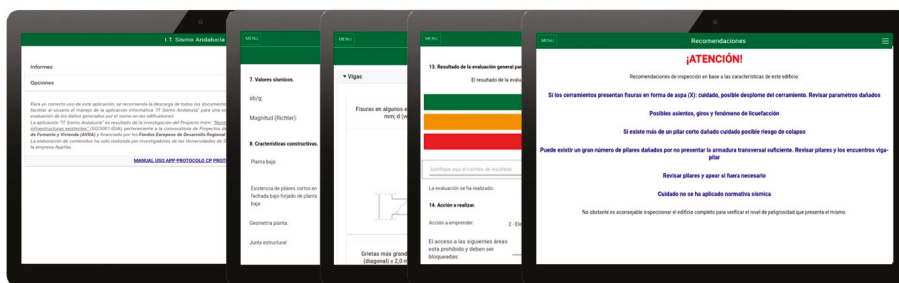 I.T. Sismo Andalucía
Informes
Opciones
Para un correcto uso de esta aplicación, se recomienda la descarga de todos los documentos
facilitar al usuario el manejo de la aplicación informática "IT Sismo Andalucía" para una
evaluación de los daños generados por el sismo en las edificaciones.
La aplicación "IT Sismo Andalucía" es resultado de la investigación del Proyecto I+d+i
infraestructuras existentes" perteneciente a la convocatoria de Proyectos de
de Fomento y Vivienda (AVRA) y financiada por los Fondos Europeos de Desarrollo Regional
La elaboración de contenidos ha sido realizada por investigadores de las Universidades de
la empresa
MANUAL USO APP PROTOCOLO CP
MENU
7. Valores sísmicos.
ab/g:
Magnitud (Richter):
8. Cracterísticas constructivas.
Planta baja
Existencia de pilares cortos en
fachada bajo forjado de planta
baja
Geometría planta:
Junta estructural:
MENU
Vigas
Fisuras en algunos e
mm; d (w
Grietas más grand
(diagonal) ≥ 2,0 m
MENU
13. Resultado de la evaluación general par
El resultado de la evalua
Justifique aquí el cambio de resultado
La evaluación se ha realizado:
14. Acción a realizar.
Acción a emprender:
2 - Ele
El acceso a las siguientes áreas
esta prohibido y deben ser
bloqueadas
MENU
Recomendaciones
¡ATENCIÓN!
Recomendaciones de inspección en base a las características de este edificio:
Si los cerramientos presentan fisuras en forma de aspa (X): cuidado, posible desplome del cerramiento. Revisar parametros dañados
Posibles asientos, giros y fenómeno de licuefacción
Si existe más de un pilar corto dañado cuidado posible riesgo de colapso
Puede existir un gran número de pilares dañados por no presentar la armadura transversal suficiente. Revisar pilares y los encuentros viga-
pilar
Revisar pilares y apear si fuera necesario
Cuidado no se ha aplicado normativa sísmica
No obstante es aconsejable inspeccionar el edificio completo para verificar el nivel de peligrosidad que presenta el mismo.